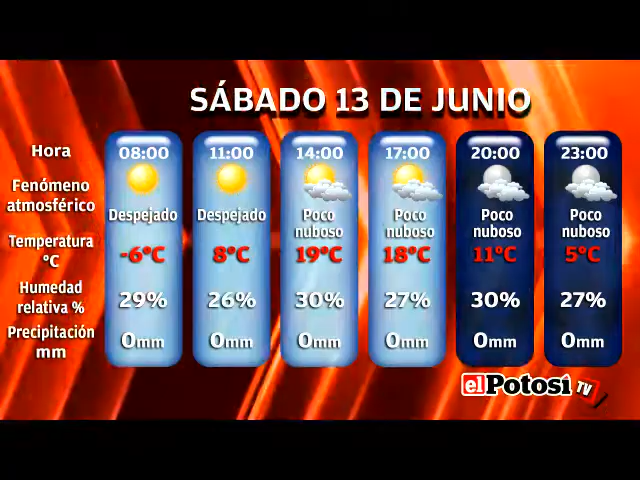 SÁBADO 13 DE JUNIO
Hora 08:00 11:00 14:00 17:00 20:00 23:00
Fenómeno
atmosférico
Despejado Despejado Poco nuboso Poco nuboso Poco nuboso Poco nuboso
Temperatura
°C
-6°C 8°C 19°C 18°C 11°C 5°C
Humedad
relativa %
29% 26% 30% 27% 30% 27%
Precipitación
mm
0mm 0mm 0mm 0mm 0mm 0mm
el Potosí TV